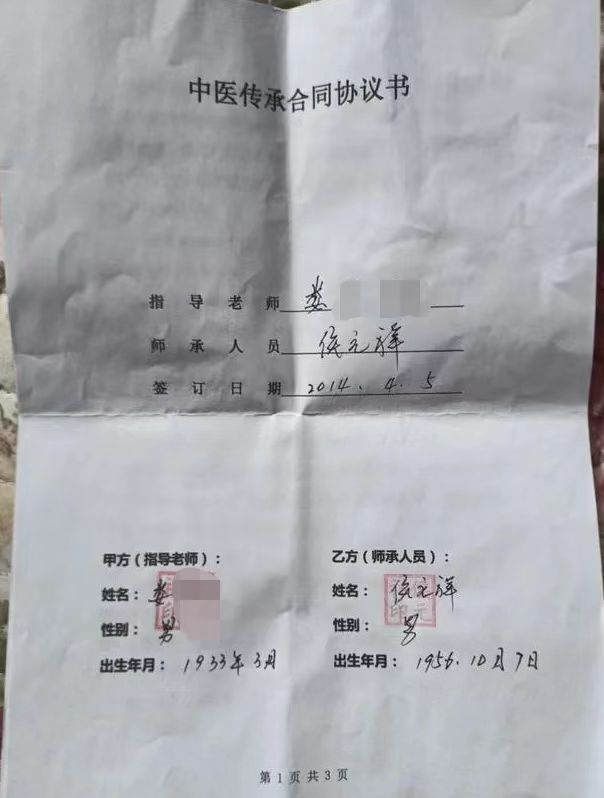 中医传承合同协议书
指导老师 娄
师承人员 侯元祥
签订日期 2014.4.5
甲方(指导老师): 乙方(师承人员):
姓名: 娄 姓名: 侯元祥
性别: 男 性别: 男
出生年月: 1933年3月 出生年月: 1956.10月7日
第1页共3页